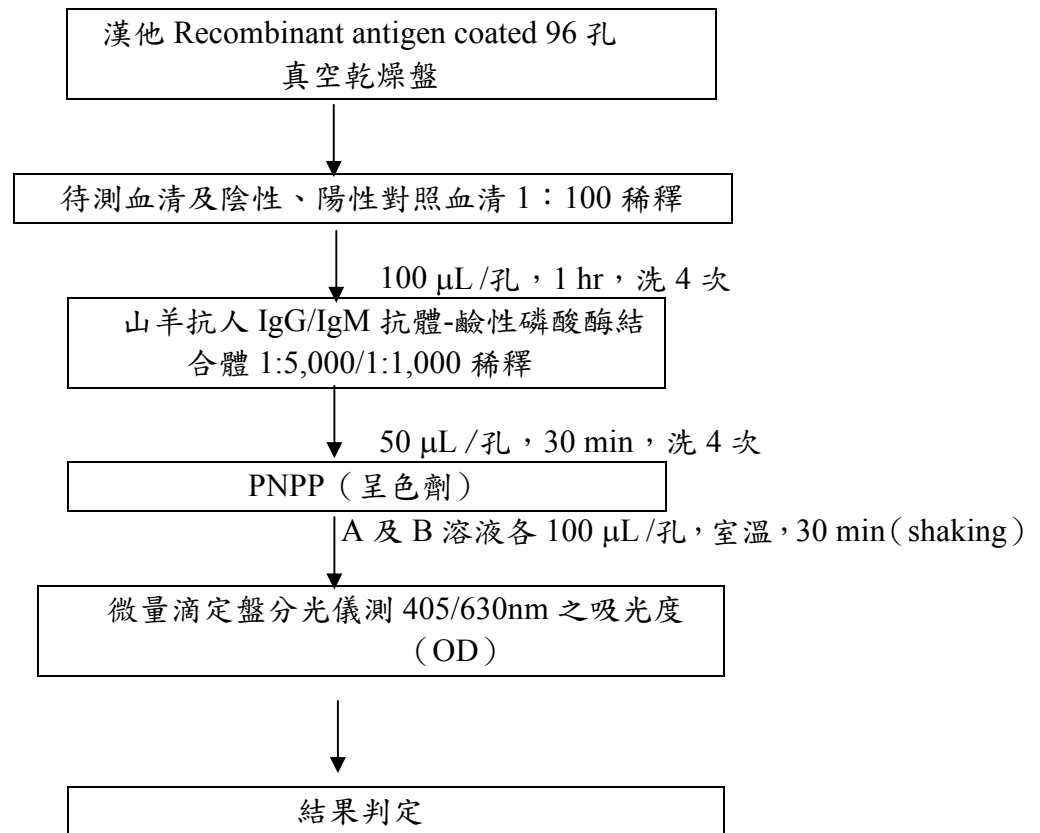 漢他 Recombinant antigen coated 96 孔
真空乾燥盤
待測血清及陰性、陽性對照血清 1：100 稀釋
100 μL /孔，1 hr，洗 4 次
山羊抗人 IgG/IgM 抗體-鹼性磷酸酶結
合體 1:5,000/1:1,000 稀釋
50 μL /孔，30 min，洗 4 次
PNPP（呈色劑）
A 及 B 溶液各 100 μL /孔，室溫，30 min（shaking）
微量滴定盤分光儀測 405/630nm 之吸光度
（OD）
結果判定